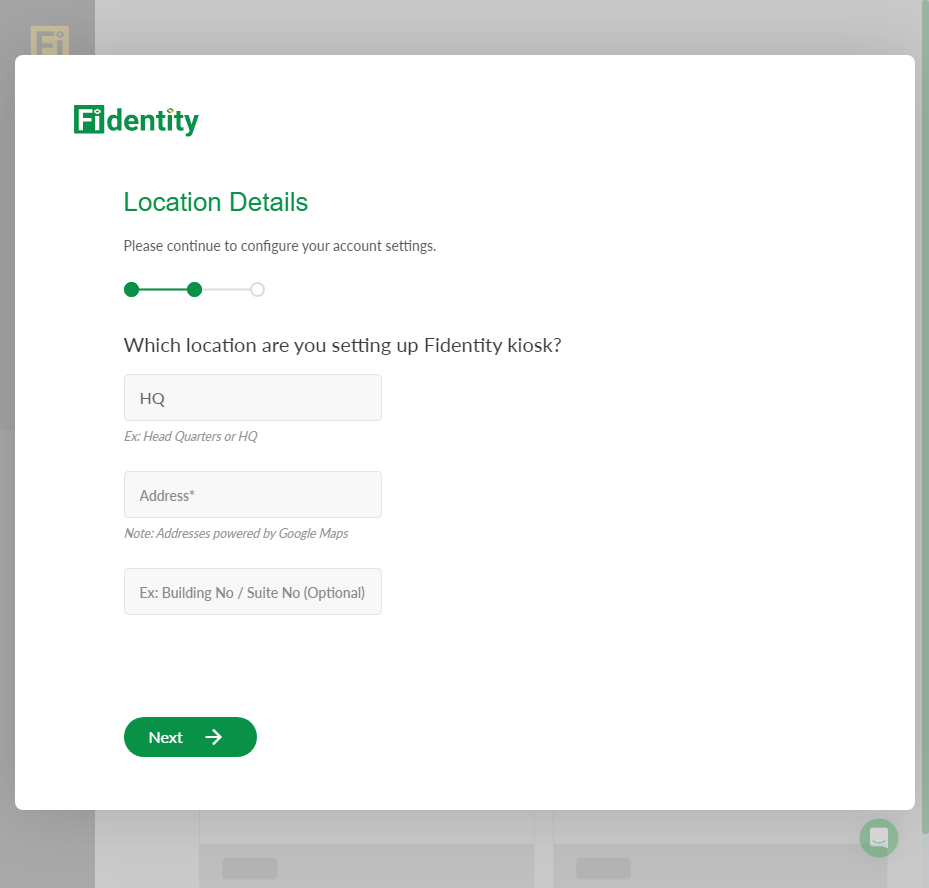 Fi
Fidentity
Location Details
Please continue to configure your account settings.
Which location are you setting up Fidentity kiosk?
HQ
Ex: Head Quarters or HQ
Address*
Note: Addresses powered by Google Maps
Ex: Building No / Suite No (Optional)
Next